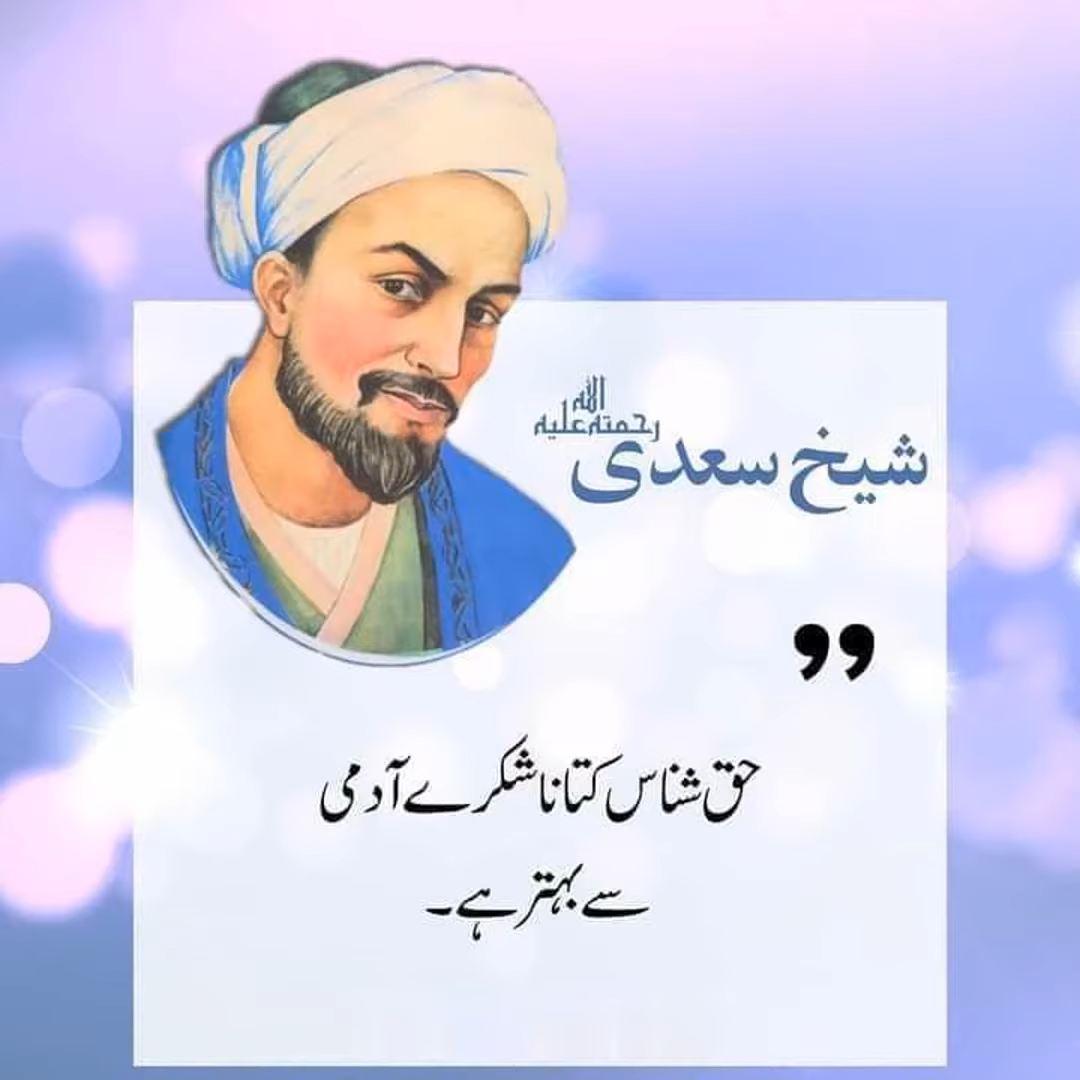 شیخ سعدی رحمتہ اللہ علیہ
”
حق شناس کتا ناشکرے آدمی
سے بہتر ہے۔